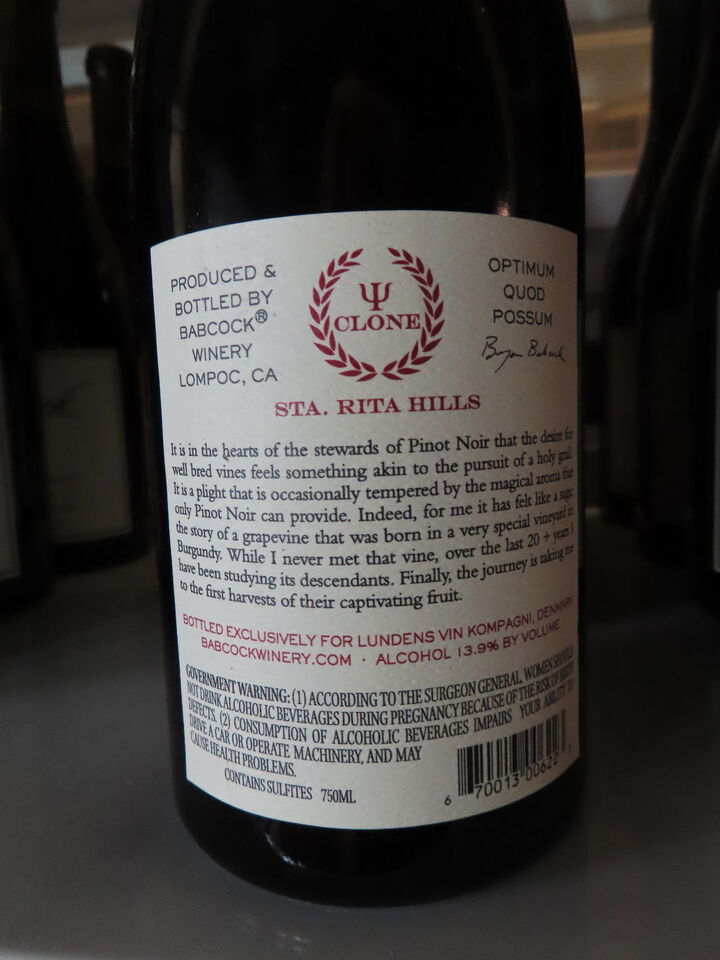 PRODUCED &
BOTTLED BY
BABCOCK®
WINERY
LOMPOC, CA
Ψ
CLONE
OPTIMUM
QUOD
POSSUM
Bryan Babcock
STA. RITA HILLS
It is in the hearts of the stewards of Pinot Noir that the desire for
well bred vines feels something akin to the pursuit of a holy grail.
It is a plight that is occasionally tempered by the magical aroma that
only Pinot Noir can provide. Indeed, for me it has felt like a saga;
the story of a grapevine that was born in a very special vineyard in
Burgundy. While I never met that vine, over the last 20 + years I
have been studying its descendants. Finally, the journey is taking me
to the first harvests of their captivating fruit.
BOTTLED EXCLUSIVELY FOR LUNDENS VIN KOMPAGNI, DENMARK
BABCOCKWINERY.COM · ALCOHOL 13.9% BY VOLUME
GOVERNMENT WARNING: (1) ACCORDING TO THE SURGEON GENERAL, WOMEN SHOULD
NOT DRINK ALCOHOLIC BEVERAGES DURING PREGNANCY BECAUSE OF THE RISK OF BIRTH
DEFECTS. (2) CONSUMPTION OF ALCOHOLIC BEVERAGES IMPAIRS YOUR ABILITY TO
DRIVE A CAR OR OPERATE MACHINERY, AND MAY
CAUSE HEALTH PROBLEMS.
CONTAINS SULFITES 750ML
6 70013 00622